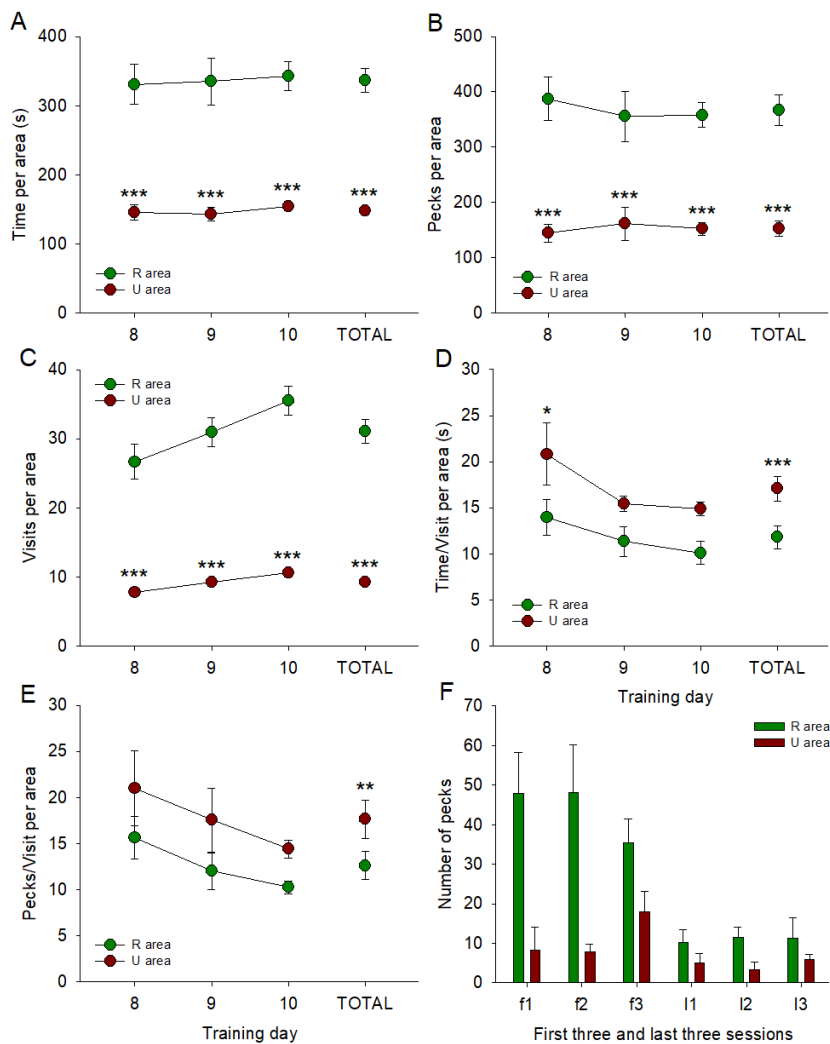 A
Time per area (s)
400
300
200
100
0
*** *** *** ***
R area
U area
8 9 10 TOTAL
B
Pecks per area
500
400
300
200
100
0
*** *** *** ***
R area
U area
8 9 10 TOTAL
C
Visits per area
40
30
20
10
0
R area
U area
*** *** *** ***
8 9 10 TOTAL
D
Time/Visit per area (s)
30
25
20
15
10
5
0
* ***
R area
U area
8 9 10 TOTAL
Training day
E
Pecks/Visit per area
30
25
20
15
10
5
0
**
R area
U area
8 9 10 TOTAL
Training day
F
Number of pecks
70
60
50
40
30
20
10
0
R area
U area
f1 f2 f3 l1 l2 l3
First three and last three sessions